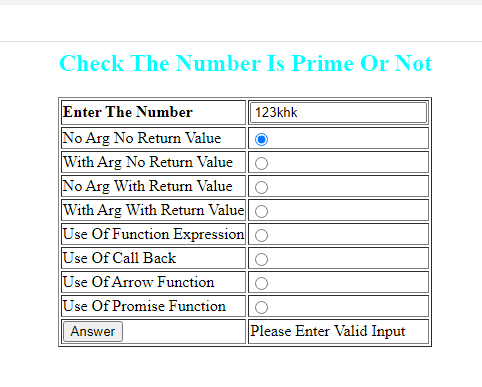 Check The Number Is Prime Or Not
Enter The Number 123khk
No Arg No Return Value
With Arg No Return Value
No Arg With Return Value
With Arg With Return Value
Use Of Function Expression
Use Of Call Back
Use Of Arrow Function
Use Of Promise Function
Answer Please Enter Valid Input